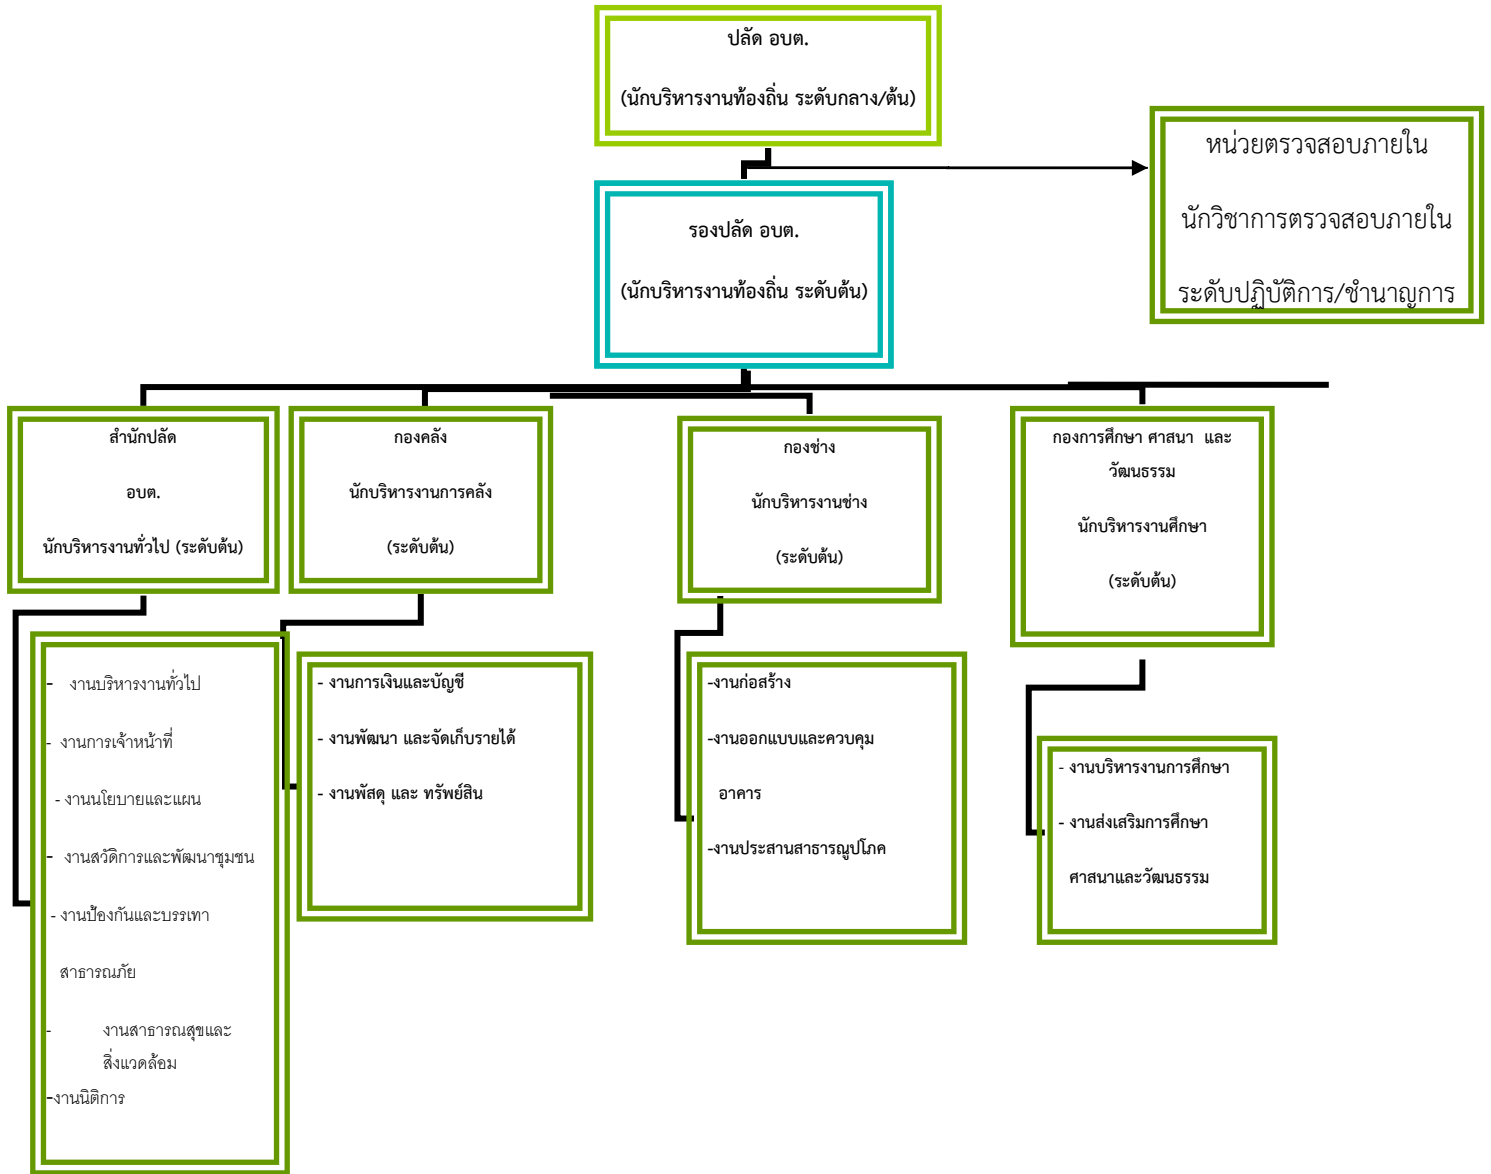 ปลัด อบต.
(นักบริหารงานท้องถิ่น ระดับกลาง/ต้น)
หน่วยตรวจสอบภายใน
นักวิชาการตรวจสอบภายใน
ระดับปฏิบัติการ/ชำนาญการ
รองปลัด อบต.
(นักบริหารงานท้องถิ่น ระดับต้น)
สำนักปลัด
อบต.
นักบริหารงานทั่วไป (ระดับต้น)
กองคลัง
นักบริหารงานการคลัง
(ระดับต้น)
กองช่าง
นักบริหารงานช่าง
(ระดับต้น)
กองการศึกษา ศาสนา และ
วัฒนธรรม
นักบริหารงานศึกษา
(ระดับต้น)
- งานบริหารงานทั่วไป
- งานการเจ้าหน้าที่
- งานนโยบายและแผน
- งานสวัดิการและพัฒนาชุมชน
- งานป้องกันและบรรเทา
สาธารณภัย
- งานสาธารณสุขและ
สิ่งแวดล้อม
-งานนิติการ
- งานการเงินและบัญชี
- งานพัฒนา และจัดเก็บรายได้
- งานพัสดุ และ ทรัพย์สิน
-งานก่อสร้าง
-งานออกแบบและควบคุม
อาคาร
-งานประสานสาธารณูปโภค
- งานบริหารงานการศึกษา
- งานส่งเสริมการศึกษา
ศาสนาและวัฒนธรรม